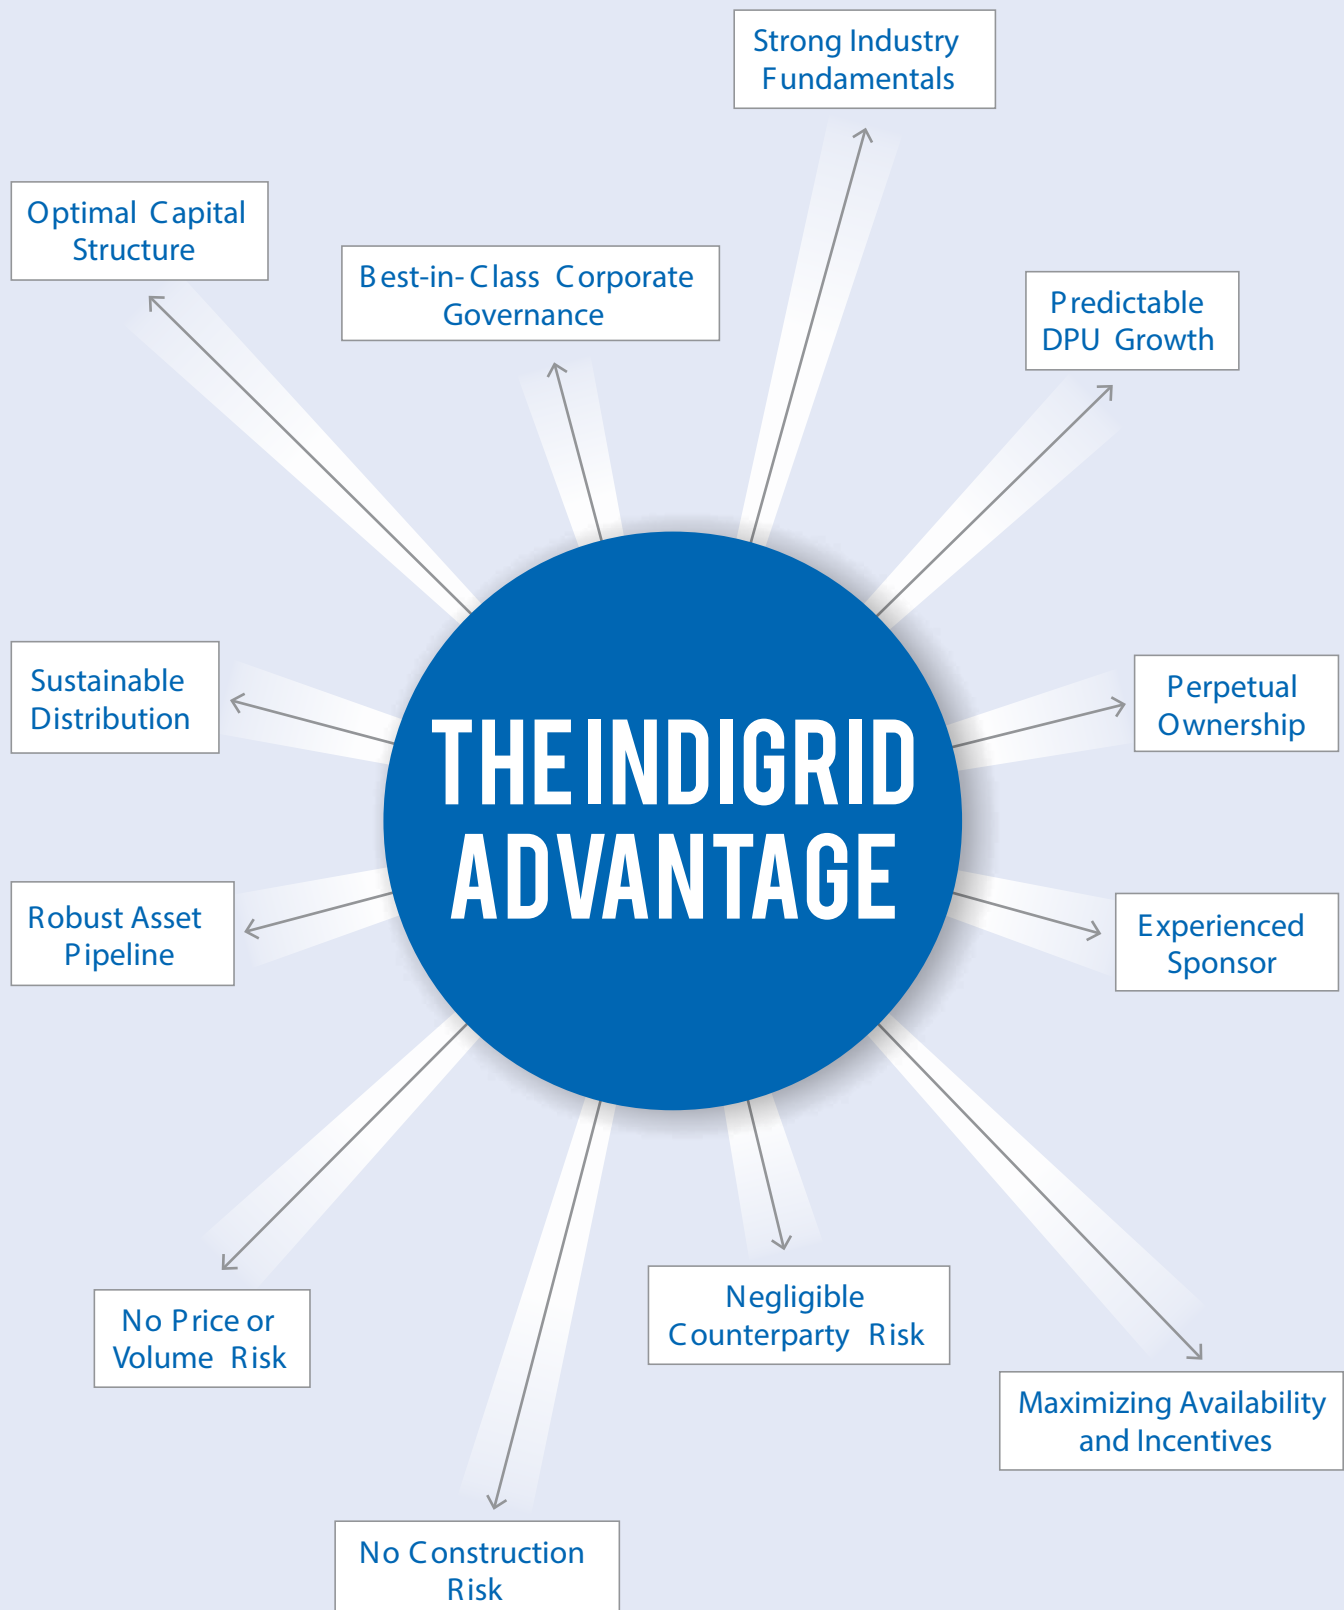 Strong Industry
Fundamentals
Optimal Capital
Structure
Best-in-Class Corporate
Governance
Predictable
DPU Growth
Sustainable
Distribution
Perpetual
Ownership
THE INDIGRID
ADVANTAGE
Robust Asset
Pipeline
Experienced
Sponsor
No Price or
Volume Risk
Negligible
Counterparty Risk
Maximizing Availability
and Incentives
No Construction
Risk